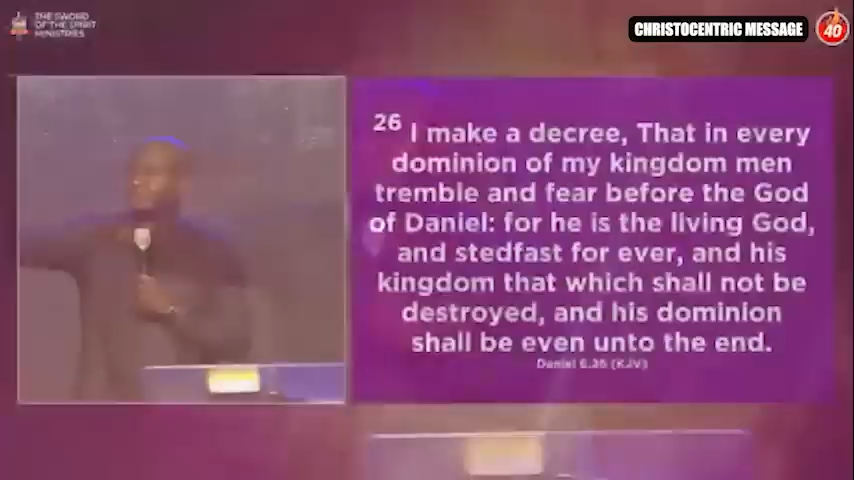 THE SWORD
OF THE SPIRIT
MINISTRIES
CHRISTOCENTRIC MESSAGE
40
26 I make a decree, That in every
dominion of my kingdom men
tremble and fear before the God
of Daniel: for he is the living God,
and stedfast for ever, and his
kingdom that which shall not be
destroyed, and his dominion
shall be even unto the end.
Daniel 6:26 (KJV)